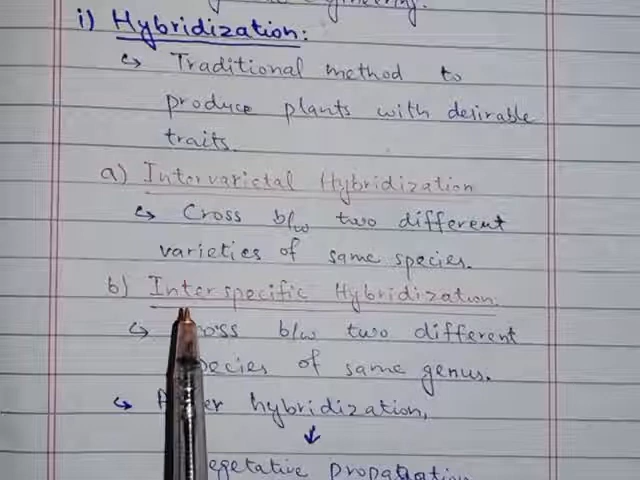 i) Hybridization:
↪ Traditional method to
produce plants with desirable
traits.
a) Intervarietal Hybridization
↪ Cross b/w two different
varieties of same species.
b) Interspecific Hybridization.
↪ b/w two different
of same genus.
↪ hybridization,
↓
propagation